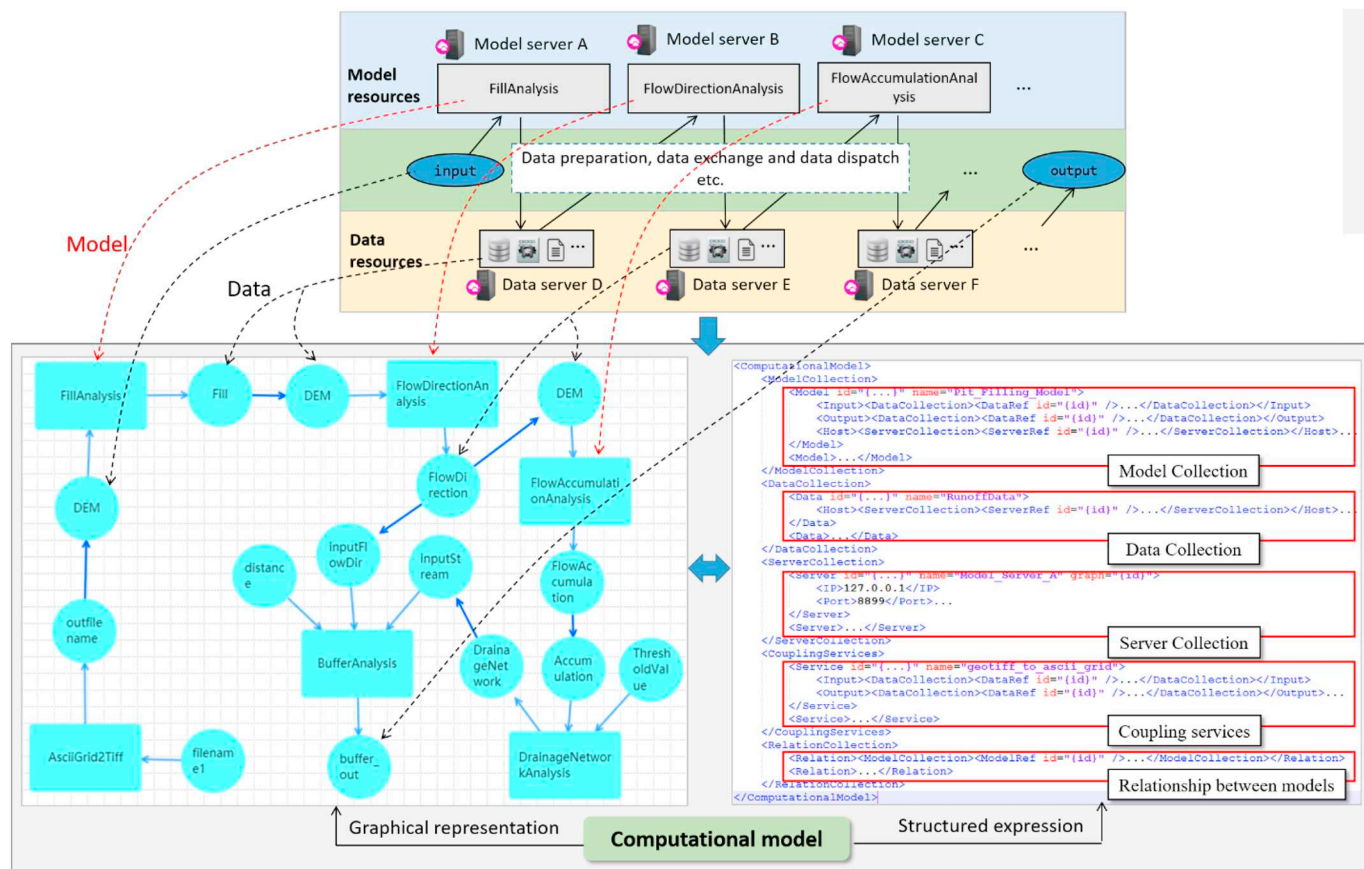 Model server A
Model server B
Model server C
Model
resources
FillAnalysis
FlowDirectionAnalysis
FlowAccumulationAnal
ysis
...
input
Data preparation, data exchange and data dispatch
etc.
...
output
Data
resources
...
...
...
...
Data server D
Data server E
Data server F
Model
Data
FillAnalysis
Fill
DEM
FlowDirectionAn
alysis
DEM
DEM
FlowDi
rection
FlowAccumulati
onAnalysis
distanc
e
InputFl
owDir
InputSt
ream
FlowAcc
umulati
on
outfile
name
BufferAnalysis
Draina
geNetw
ork
Accum
ulation
Thresh
oldVal
ue
AsciiGrid2Tiff
filenam
e1
buffer_
out
DrainageNetwo
rkAnalysis
<ComputationalModel>
<ModelCollection>
<Model id="{...}" name="Pit_Filling_Model">
<Input><DataCollection><DataRef id="{id}" />...</DataCollection></Input>
<Output><DataCollection><DataRef id="{id}" />...</DataCollection></Output>
<Host><ServerCollection><ServerRef id="{id}" />...</ServerCollection></Host>...
</Model>
<Model>...</Model>
</ModelCollection>
Model Collection
<DataCollection>
<Data id="{...}" name="RunoffData">
<Host><ServerCollection><ServerRef id="{id}" />...</ServerCollection></Host>...
</Data>
<Data>...</Data>
</DataCollection>
Data Collection
<ServerCollection>
<Server id="{...}" name="Model_Server_A" graph="{id}">
<IP>127.0.0.1</IP>
<Port>8899</Port>...
</Server>
<Server>...</Server>
</ServerCollection>
Server Collection
<CouplingServices>
<Service id="{...}" name="geotiff_to_ascii_grid">
<Input><DataCollection><DataRef id="{id}" />...</DataCollection></Input>
<Output><DataCollection><DataRef id="{id}" />...</DataCollection></Output>...
</Service>
<Service>...</Service>
</CouplingServices>
Coupling services
<RelationCollection>
<Relation><ModelCollection><ModelRef id="{id}" />...</ModelCollection></Relation>
<Relation>...</Relation>
</RelationCollection>
Relationship between models
</ComputationalModel>
Graphical representation
Computational model
Structured expression